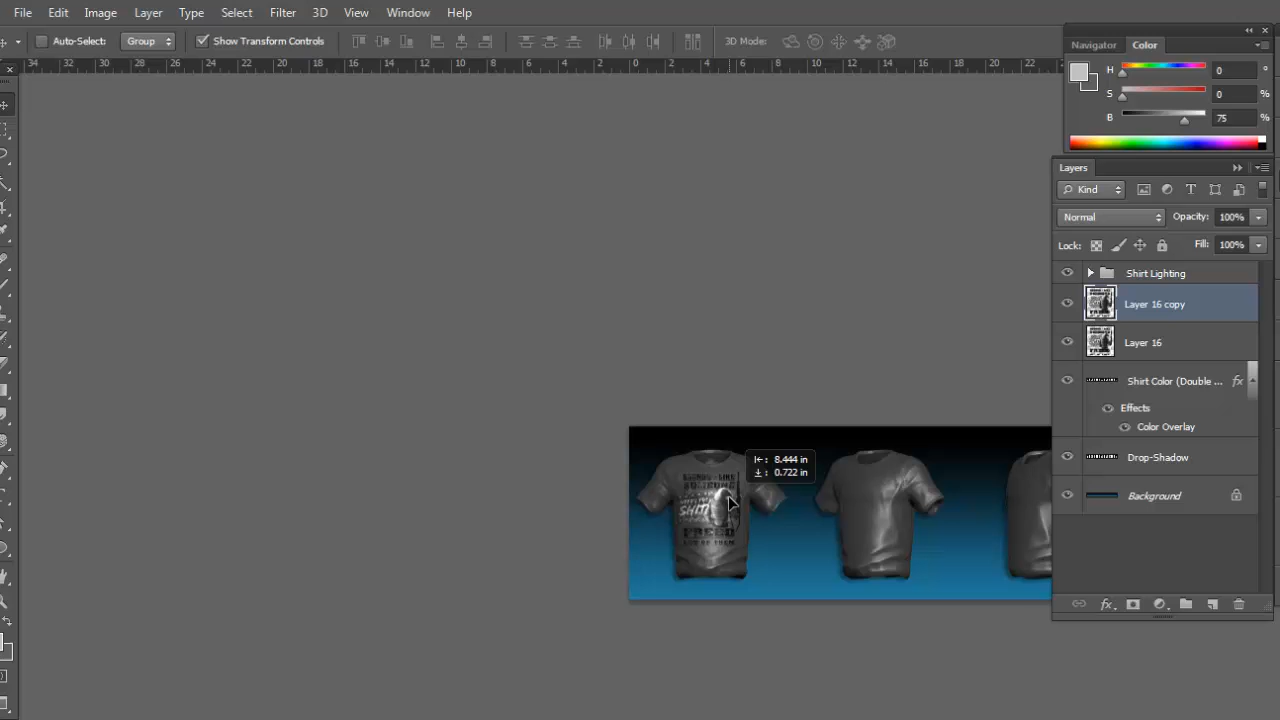 File Edit Image Layer Type Select Filter 3D View Window Help
Auto-Select: Group Show Transform Controls 3D Mode:
34 32 30 28 26 24 22 20 18 16 14 12 10 8 6 4 2 0 2 4 6 8 10 12 14 16 18 20 22
Navigator Color
H 0 °
S 0 %
B 75 %
Layers
Kind
Normal Opacity: 100%
Lock: Fill: 100%
Shirt Lighting
Layer 16 copy
Layer 16
Shirt Color (Double ... fx
Effects
Color Overlay
Drop-Shadow
Background
fx
8.444 in
0.722 in
SHIT!
FACED